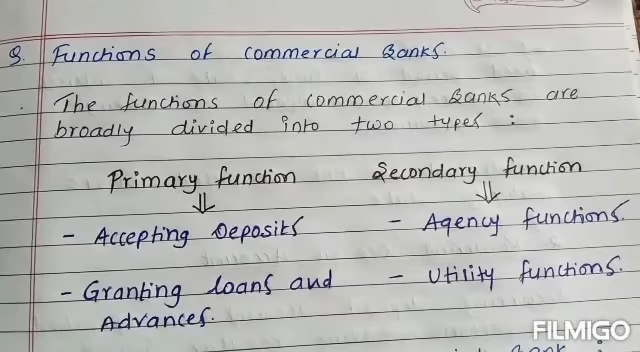 Q. Functions of commercial Banks.
The functions of commercial Banks are
broadly divided into two types :
Primary function Secondary function
⇓ ⇓
- Accepting Deposits - Agency functions.
- Granting loans and - Utility functions.
Advances.
FILMIGO